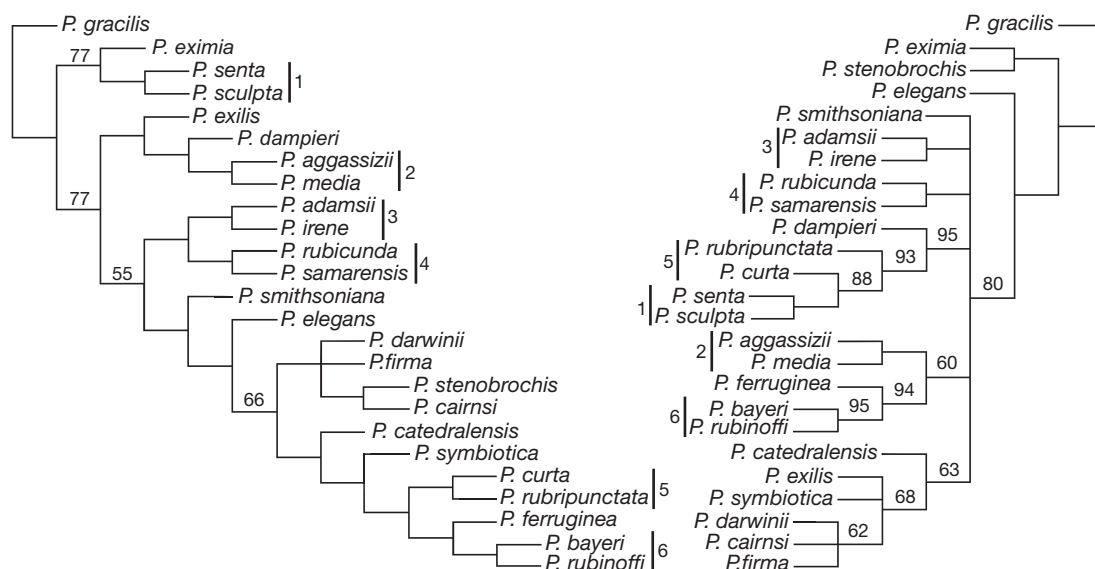 P. gracilis
77
P. eximia
P. senta
P. sculpta
1
P. exilis
P. dampieri
P. aggassizii
P. media
2
77
P. adamsii
P. irene
3
P. rubicunda
P. samarensis
4
55
P. smithsoniana
P. elegans
P. darwinii
P.firma
P. stenobrochis
P. cairnsi
66
P. catedralensis
P. symbiotica
P. curta
P. rubripunctata
5
P. ferruginea
P. bayeri
P. rubinoffi
6
P. gracilis
P. eximia
P. stenobrochis
P. elegans
P. smithsoniana
3
P. adamsii
P. irene
4
P. rubicunda
P. samarensis
P. dampieri
95
5
P. rubripunctata
93
P. curta
88
80
1
P. senta
P. sculpta
2
P. aggassizii
P. media
60
P. ferruginea
94
6
P. bayeri
95
P. rubinoffi
P. catedralensis
63
P. exilis
68
P. symbiotica
P. darwinii
62
P. cairnsi
P.firma